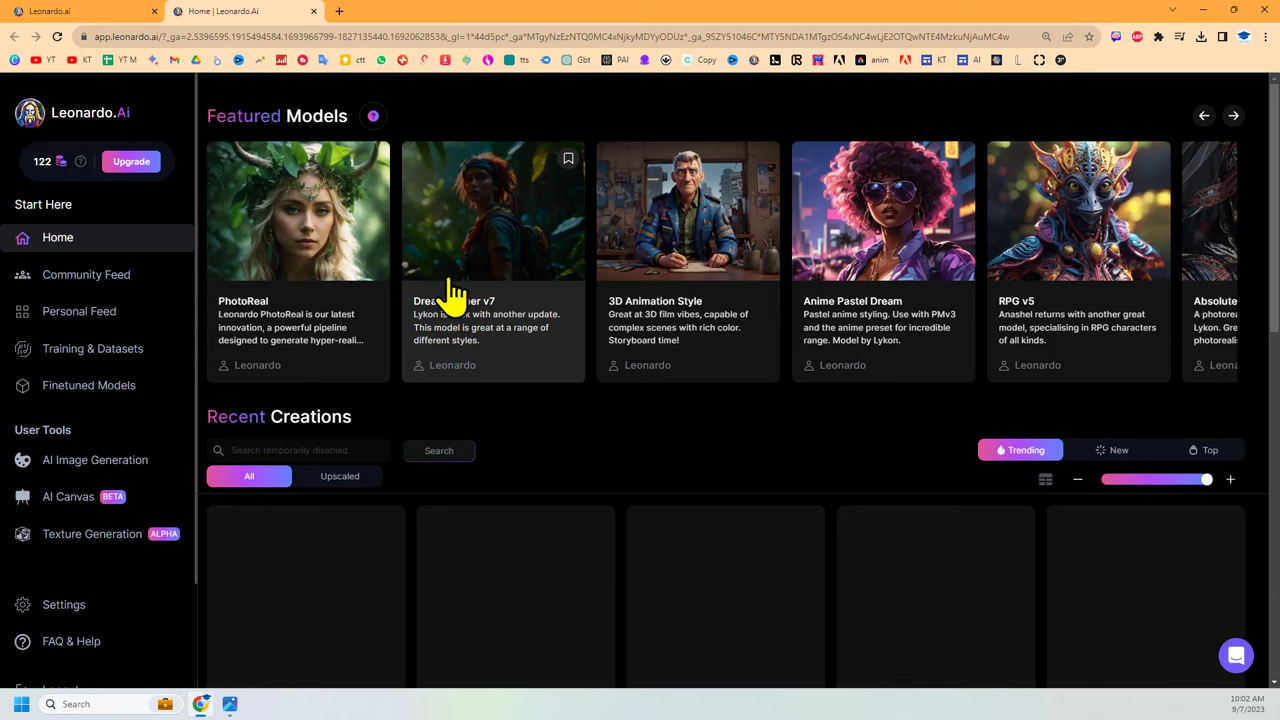 Leonardo.Ai
Home | Leonardo.Ai
app.leonardo.ai/?_ga=2.5396595.1915494584.1693966799-1827135440.1692062853&_gl=1*44d5pc*_ga*MTgyNzEzNTQ0MC4xNjkyMDYyODUz*_ga_9SZY51046C*MTY5NDA1MTgzOS4xNC4wLjE2OTQwNTE4MzkuNjAuMC4w
YT
KT
YT M
ctt
tts
Gbt
PAI
Copy
anim
KT
AI
Leonardo.Ai
122
Upgrade
Start Here
Home
Community Feed
Personal Feed
Training & Datasets
Finetuned Models
User Tools
AI Image Generation
AI Canvas BETA
Texture Generation ALPHA
Settings
FAQ & Help
Featured Models
PhotoReal
Leonardo PhotoReal is our latest
innovation, a powerful pipeline
designed to generate hyper-reali...
Leonardo
v7
with another update.
This model is great at a range of
different styles.
Leonardo
3D Animation Style
Great at 3D film vibes, capable of
complex scenes with rich color.
Storyboard time!
Leonardo
Anime Pastel Dream
Pastel anime styling. Use with PMv3
and the anime preset for incredible
range. Model by Lykon.
Leonardo
RPG v5
Anashel returns with another great
model, specialising in RPG characters
of all kinds.
Leonardo
Absolute
Recent Creations
Search temporarily disabled.
Search
Trending
New
Top
All
Upscaled
Search
10:02 AM
9/7/2023